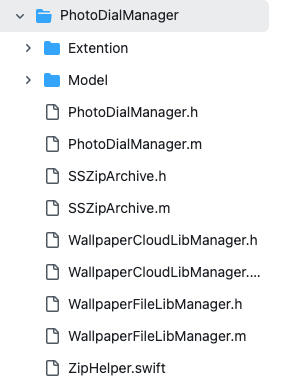 PhotoDialManager
Extention
Model
PhotoDialManager.h
PhotoDialManager.m
SSZipArchive.h
SSZipArchive.m
WallpaperCloudLibManager.h
WallpaperCloudLibManager....
WallpaperFileLibManager.h
WallpaperFileLibManager.m
ZipHelper.swift